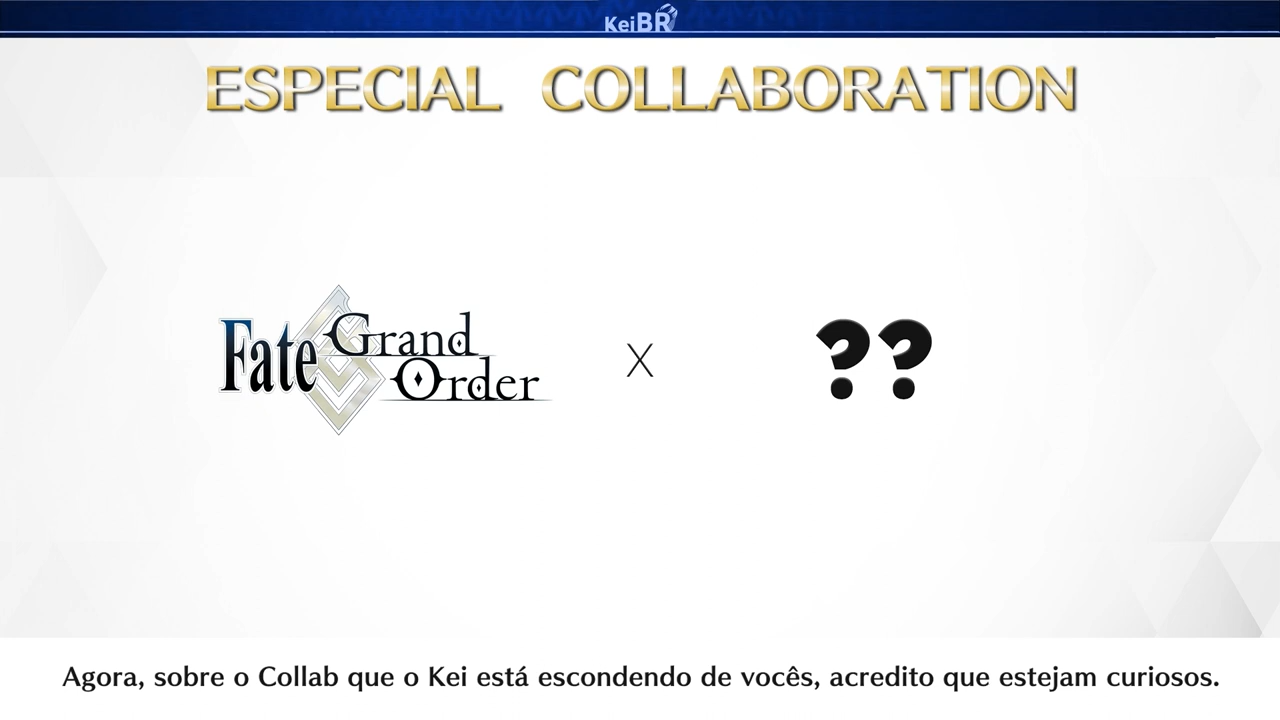 KeiBR
ESPECIAL COLLABORATION
Fate Grand Order
X
??
Agora, sobre o Collab que o Kei está escondendo de vocês, acredito que estejam curiosos.